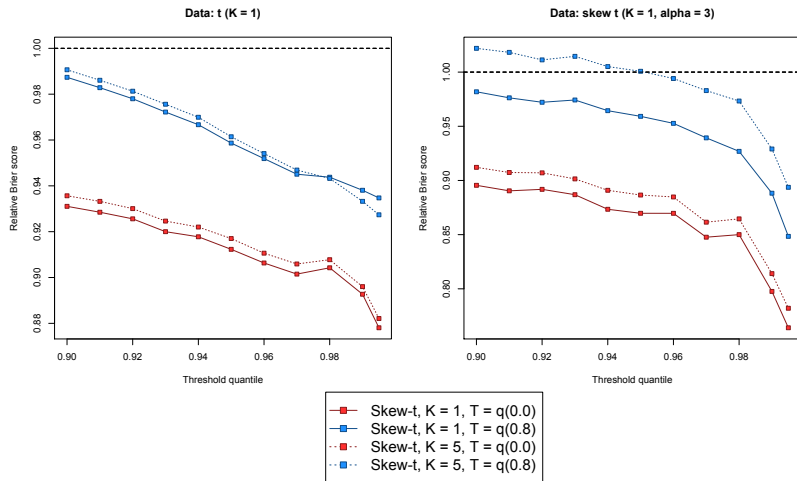 Data: t (K = 1)
Relative Brier score
1.00
0.98
0.96
0.94
0.92
0.90
0.88
0.90
0.92
0.94
0.96
0.98
Threshold quantile
Data: skew t (K = 1, alpha = 3)
Relative Brier score
1.00
0.95
0.90
0.85
0.80
0.90
0.92
0.94
0.96
0.98
Threshold quantile
Skew-t, K = 1, T = q(0.0)
Skew-t, K = 1, T = q(0.8)
Skew-t, K = 5, T = q(0.0)
Skew-t, K = 5, T = q(0.8)